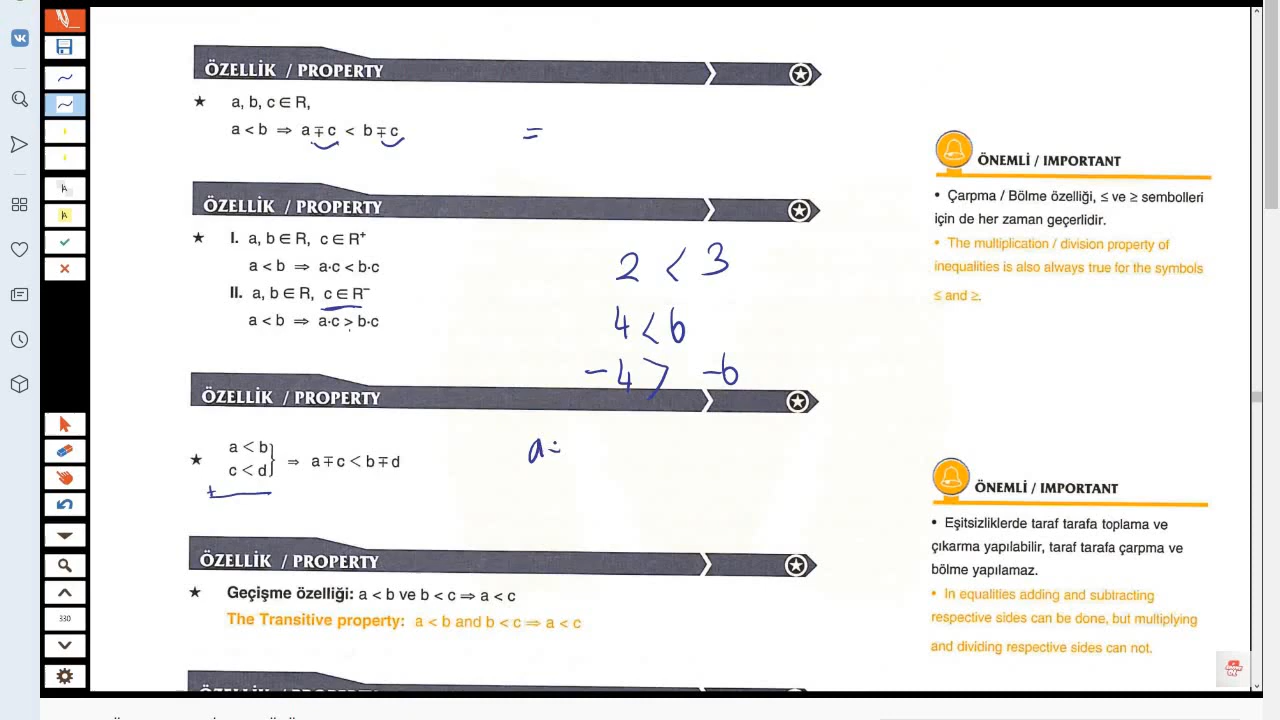 ÖZELLİK / PROPERTY
★ a, b, c ∈ R,
a < b ⇒ a ∓ c < b ∓ c
=
ÖZELLİK / PROPERTY
★ I. a, b ∈ R, c ∈ R⁺
a < b ⇒ a·c < b·c
II. a, b ∈ R, c ∈ R⁻
a < b ⇒ a·c > b·c
2 < 3
4 < 6
-4 > -6
ÖZELLİK / PROPERTY
a < b
★ ⇒ a ∓ c < b ∓ d
c < d
+
a=
ÖZELLİK / PROPERTY
★ Geçişme özelliği: a < b ve b < c ⇒ a < c
The Transitive property: a < b and b < c ⇒ a < c
ÖNEMLİ / IMPORTANT
• Çarpma / Bölme özelliği, ≤ ve ≥ sembolleri
için de her zaman geçerlidir.
• The multiplication / division property of
inequalities is also always true for the symbols
≤ and ≥.
ÖNEMLİ / IMPORTANT
• Eşitsizliklerde taraf tarafa toplama ve
çıkarma yapılabilir, taraf tarafa çarpma ve
bölme yapılamaz.
• In equalities adding and subtracting
respective sides can be done, but multiplying
and dividing respective sides can not.
330
ÖZELLİK / PROPERTY